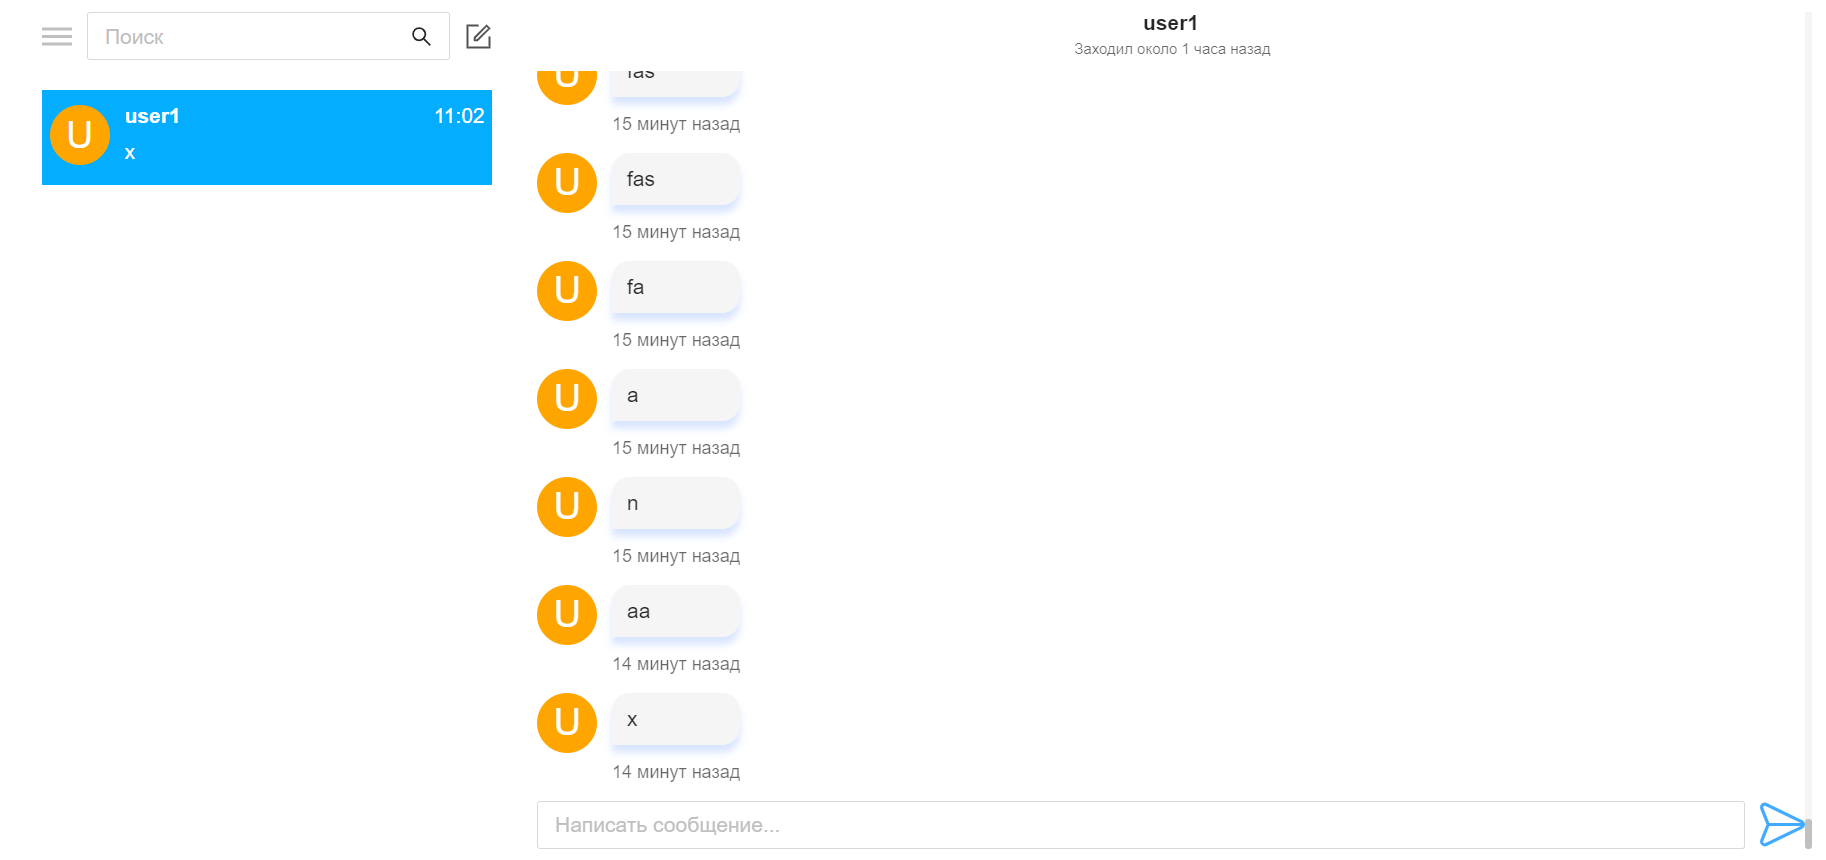 Поиск
U
user1
11:02
x
user1
Заходил около 1 часа назад
U
fas
15 минут назад
U
fas
15 минут назад
U
fa
15 минут назад
U
a
15 минут назад
U
n
15 минут назад
U
aa
14 минут назад
U
x
14 минут назад
Написать сообщение...